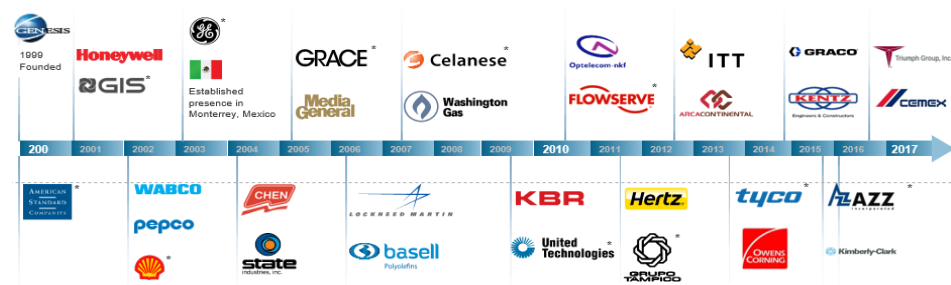 GENESIS
1999
Founded
Honeywell
GIS*
GE *
Established
presence in
Monterrey, Mexico
GRACE*
Media
General
Celanese*
Washington
Gas
Optelecom-nkf
FLOWSERVE*
ITT
ARCACONTINENTAL
GRACO
KENTZ
Engineers & Constructors
Triumph Group, Inc
CEMEX
200 2001 2002 2003 2004 2005 2006 2007 2008 2009 2010 2011 2012 2013 2014 2015 2016 2017
AMERICAN
STANDARD
COMPANIES
*
WABCO
pepco
*
CHEN
state
industries, inc.
LOCKHEED MARTIN
basell
Polyolefins
KBR
United
Technologies*
Hertz
*
GRUPO
TAMPICO
tyco*
OWENS
CORNING
AZZ AZZ*
incorporated
Kimberly-Clark